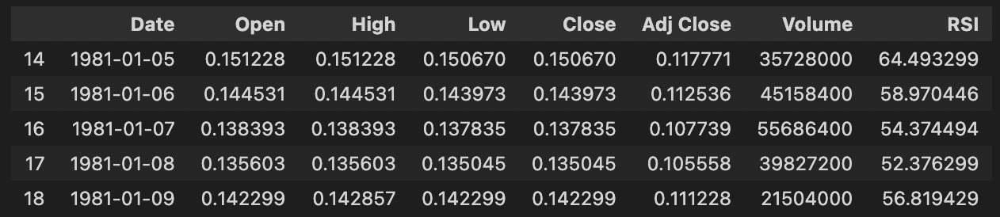 Date Open High Low Close Adj Close Volume RSI
14 1981-01-05 0.151228 0.151228 0.150670 0.150670 0.117771 35728000 64.493299
15 1981-01-06 0.144531 0.144531 0.143973 0.143973 0.112536 45158400 58.970446
16 1981-01-07 0.138393 0.138393 0.137835 0.137835 0.107739 55686400 54.374494
17 1981-01-08 0.135603 0.135603 0.135045 0.135045 0.105558 39827200 52.376299
18 1981-01-09 0.142299 0.142857 0.142299 0.142299 0.111228 21504000 56.819429